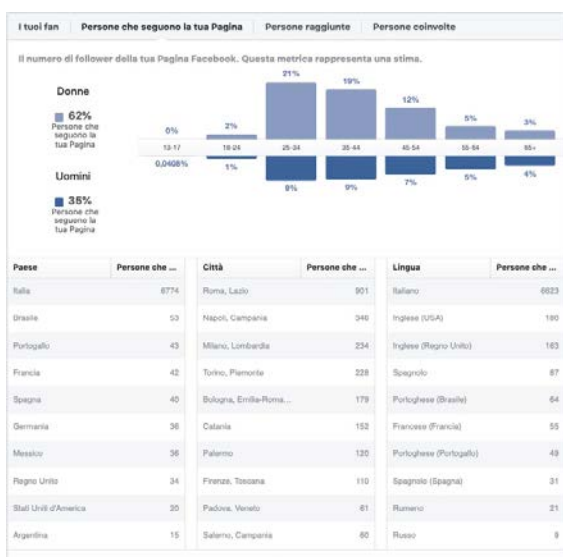 I tuoi fan Persone che seguono la tua Pagina Persone raggiunte Persone coinvolte
Il numero di follower della tua Pagina Facebook. Questa metrica rappresenta una stima.
Donne
62%
Persone che
seguono la
tua Pagina
0% 2% 21% 19% 12% 5% 3%
13-17 18-24 25-34 35-44 45-54 55-64 65+
0,0408% 1% 9% 9% 7% 5% 4%
Uomini
35%
Persone che
seguono la
tua Pagina
Paese Persone che ... Città Persone che ... Lingua Persone che ...
Italia 6774 Roma, Lazio 901 Italiano 6623
Brasile 53 Napoli, Campania 346 Inglese (USA) 190
Portogallo 43 Milano, Lombardia 234 Inglese (Regno Unito) 163
Francia 42 Torino, Piemonte 228 Spagnolo 87
Spagna 40 Bologna, Emilia-Roma... 179 Portoghese (Brasile) 64
Germania 36 Catania 152 Francese (Francia) 55
Messico 36 Palermo 120 Portoghese (Portogallo) 49
Regno Unito 34 Firenze, Toscana 110 Spagnolo (Spagna) 31
Stati Uniti d'America 20 Padova, Veneto 61 Rumeno 21
Argentina 15 Salerno, Campania 60 Russo 9